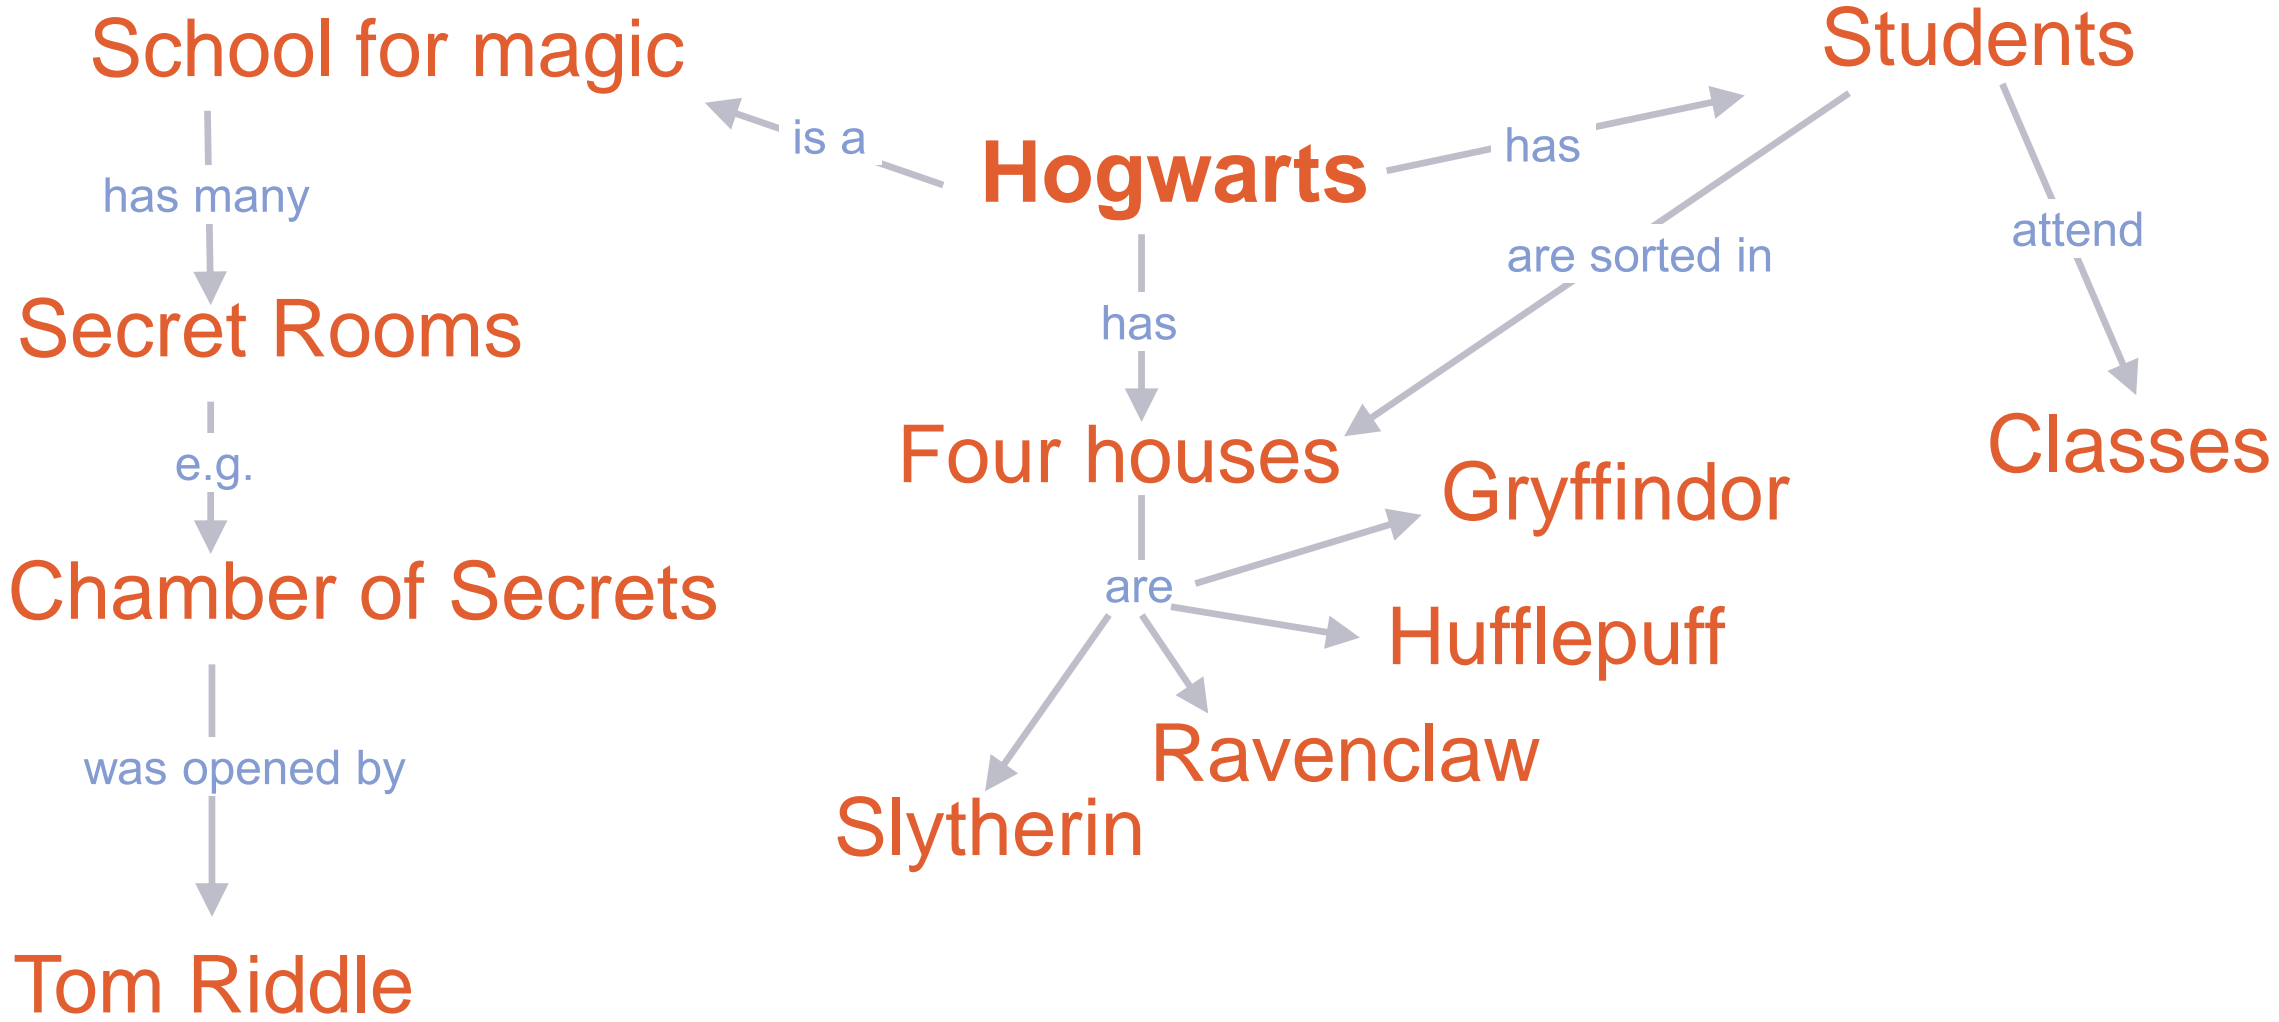 School for magic
Students
is a
Hogwarts
has
has many
are sorted in
attend
Secret Rooms
has
e.g.
Four houses
Classes
Gryffindor
Chamber of Secrets
are
Hufflepuff
was opened by
Ravenclaw
Slytherin
Tom Riddle